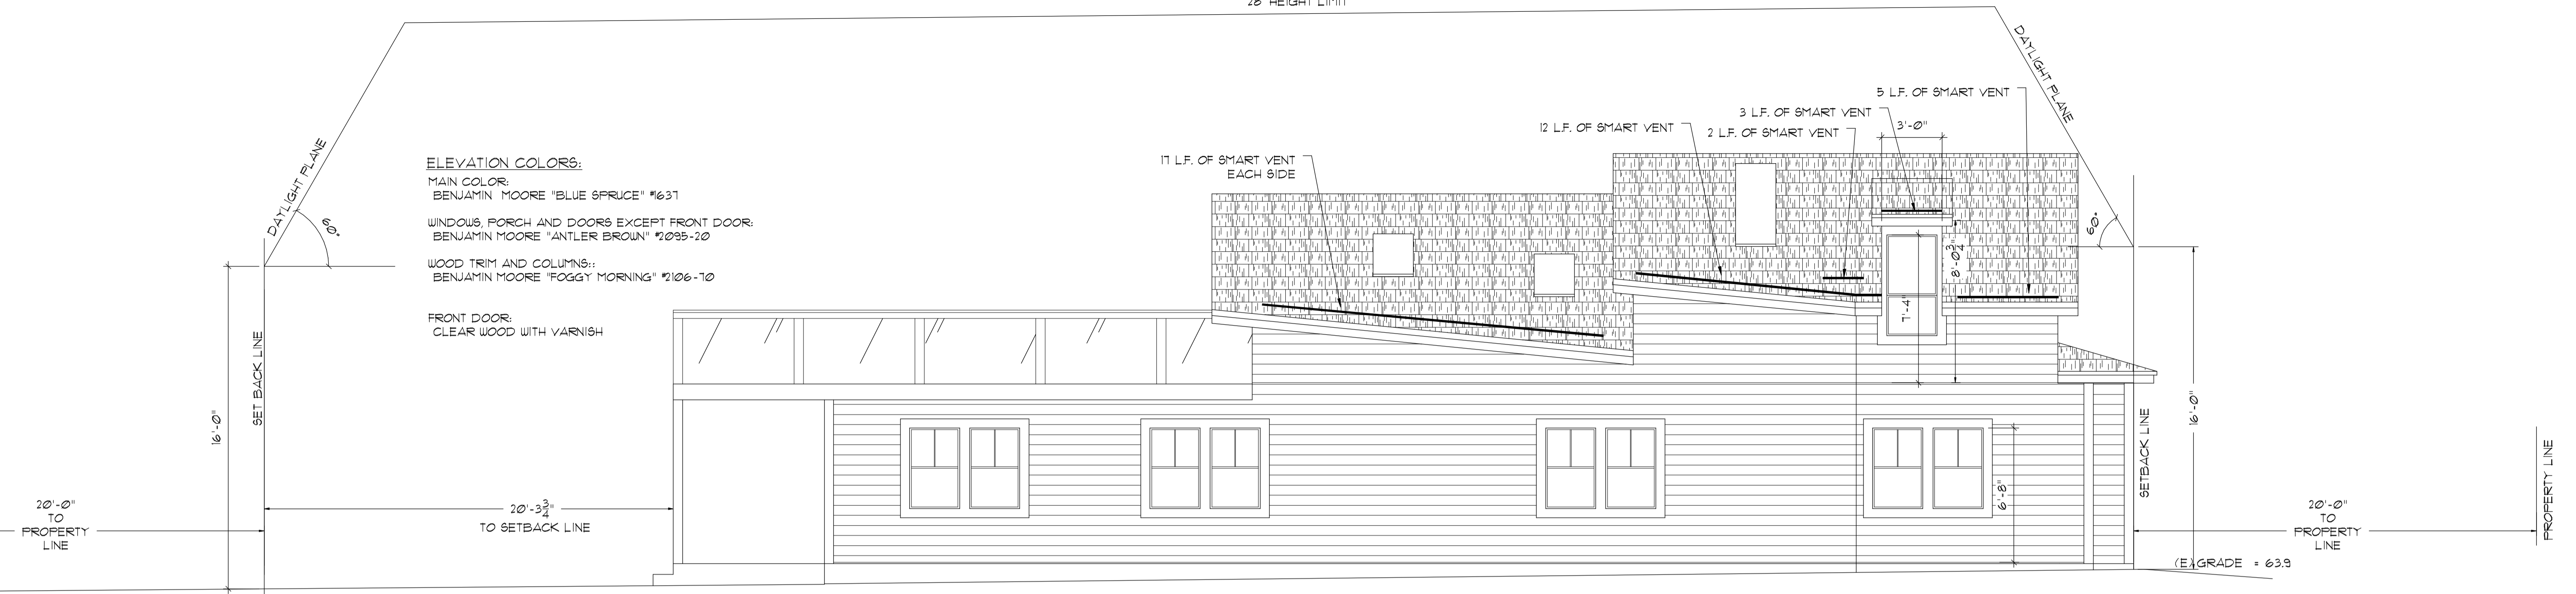 28' HEIGHT LIMIT
DAYLIGHT PLANE
DAYLIGHT PLANE
5 L.F. OF SMART VENT
3 L.F. OF SMART VENT
3'-0"
12 L.F. OF SMART VENT
2 L.F. OF SMART VENT
17 L.F. OF SMART VENT
EACH SIDE
ELEVATION COLORS:
MAIN COLOR:
BENJAMIN MOORE "BLUE SPRUCE" #1637
WINDOWS, PORCH AND DOORS EXCEPT FRONT DOOR:
BENJAMIN MOORE "ANTLER BROWN" #2095-20
WOOD TRIM AND COLUMNS::
BENJAMIN MOORE "FOGGY MORNING" #2106-70
FRONT DOOR:
CLEAR WOOD WITH VARNISH
60°
60°
8'-0 3/4"
7'-4"
SET BACK LINE
16'-0"
16'-0"
SETBACK LINE
PROPERTY LINE
6'-8"
20'-0"
TO
PROPERTY
LINE
20'-3 3/4"
TO SETBACK LINE
20'-0"
TO
PROPERTY
LINE
(E) GRADE = 63.9